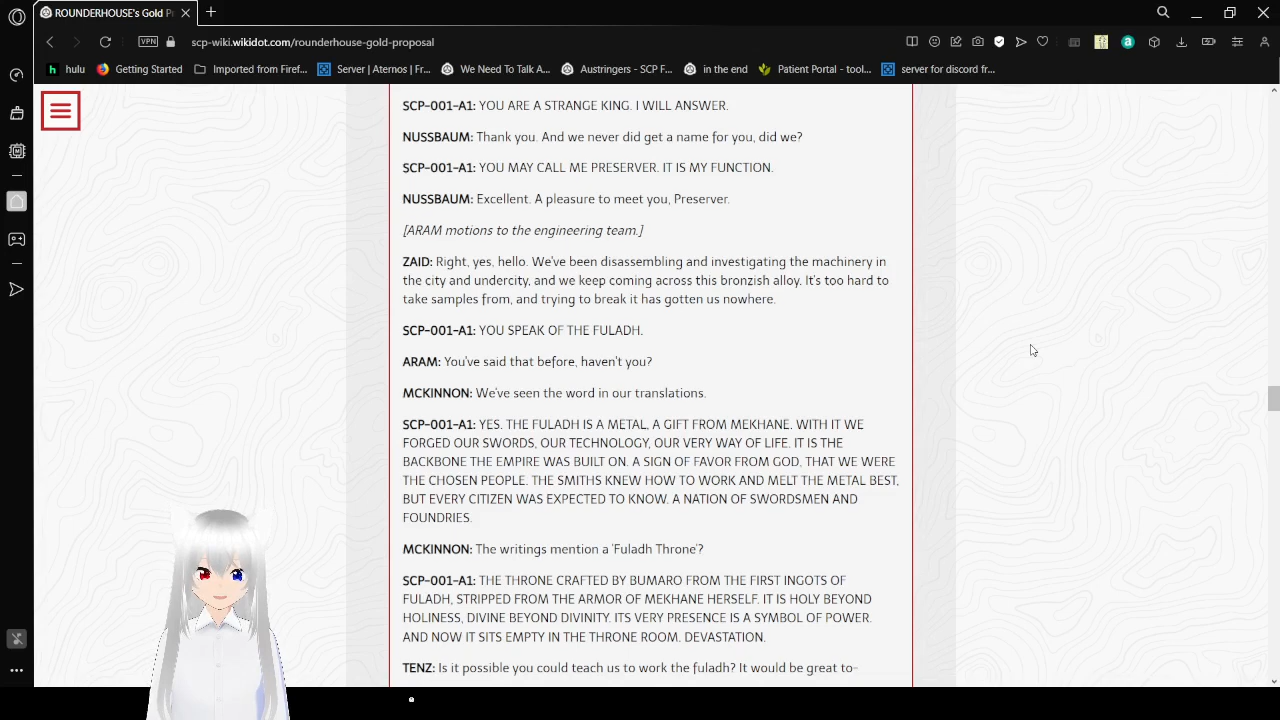 ROUNDERHOUSE's Gold P
scp-wiki.wikidot.com/rounderhouse-gold-proposal
VPN
hulu
Getting Started
Imported from Firef...
Server | Aternos | Fr...
We Need To Talk A...
Austringers - SCP F...
in the end
Patient Portal - tool...
server for discord fr...
SCP-001-A1: YOU ARE A STRANGE KING. I WILL ANSWER.
NUSSBAUM: Thank you. And we never did get a name for you, did we?
SCP-001-A1: YOU MAY CALL ME PRESERVER. IT IS MY FUNCTION.
NUSSBAUM: Excellent. A pleasure to meet you, Preserver.
[ARAM motions to the engineering team.]
ZAID: Right, yes, hello. We've been disassembling and investigating the machinery in
the city and undercity, and we keep coming across this bronzish alloy. It's too hard to
take samples from, and trying to break it has gotten us nowhere.
SCP-001-A1: YOU SPEAK OF THE FULADH.
ARAM: You've said that before, haven't you?
MCKINNON: We've seen the word in our translations.
SCP-001-A1: YES. THE FULADH IS A METAL, A GIFT FROM MEKHANE. WITH IT WE
FORGED OUR SWORDS, OUR TECHNOLOGY, OUR VERY WAY OF LIFE. IT IS THE
BACKBONE THE EMPIRE WAS BUILT ON. A SIGN OF FAVOR FROM GOD, THAT WE WERE
THE CHOSEN PEOPLE. THE SMITHS KNEW HOW TO WORK AND MELT THE METAL BEST,
BUT EVERY CITIZEN WAS EXPECTED TO KNOW. A NATION OF SWORDSMEN AND
FOUNDRIES.
MCKINNON: The writings mention a 'Fuladh Throne'?
SCP-001-A1: THE THRONE CRAFTED BY BUMARO FROM THE FIRST INGOTS OF
FULADH, STRIPPED FROM THE ARMOR OF MEKHANE HERSELF. IT IS HOLY BEYOND
HOLINESS, DIVINE BEYOND DIVINITY. ITS VERY PRESENCE IS A SYMBOL OF POWER.
AND NOW IT SITS EMPTY IN THE THRONE ROOM. DEVASTATION.
TENZ: Is it possible you could teach us to work the fuladh? It would be great to-